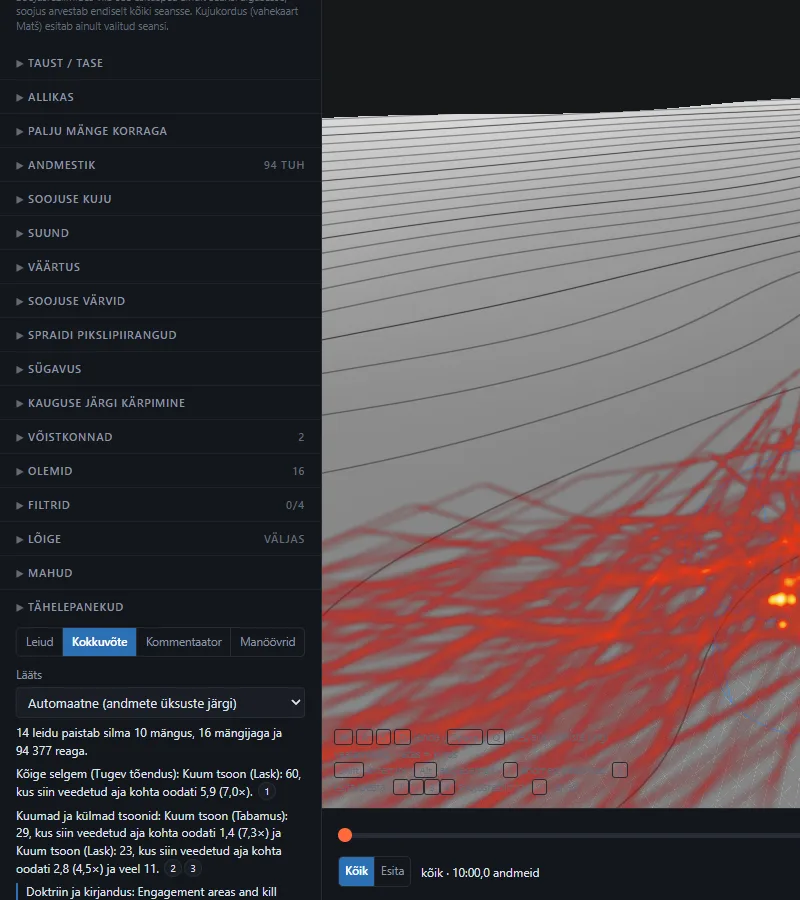 soojus arvestab endiselt kõiki seansse. Kujukordus (vahekaart
Matš) esitab ainult valitud seansi.
TAUST / TASE
ALLIKAS
PALJU MÄNGE KORRAGA
ANDMESTIK 94 TUH
SOOJUSE KUJU
SUUND
VÄÄRTUS
SOOJUSE VÄRVID
SPRAIDI PIKSLIPIIRANGUD
SÜGAVUS
KAUGUSE JÄRGI KÄRPIMINE
VÕISTKONNAD 2
OLEMID 16
FILTRID 0/4
LÕIGE VÄLJAS
MAHUD
TÄHELEPANEKUD
Leiud Kokkuvõte Kommentaator Manöövrid
Lääts
Automaatne (andmete üksuste järgi)
14 leidu paistab silma 10 mängus, 16 mängijaga ja
94 377 reaga.
Kõige selgem (Tugev tõendus): Kuum tsoon (Lask): 60,
kus siin veedetud aja kohta oodati 5,9 (7,0×). 1
Kuumad ja külmad tsoonid: Kuum tsoon (Tabamus):
29, kus siin veedetud aja kohta oodati 1,4 (7,3×) ja
Kuum tsoon (Lask): 23, kus siin veedetud aja kohta
oodati 2,8 (4,5×) ja veel 11. 2 3
Doktriin ja kirjandus: Engagement areas and kill
Kõik Esita kõik · 10:00,0 andmeid